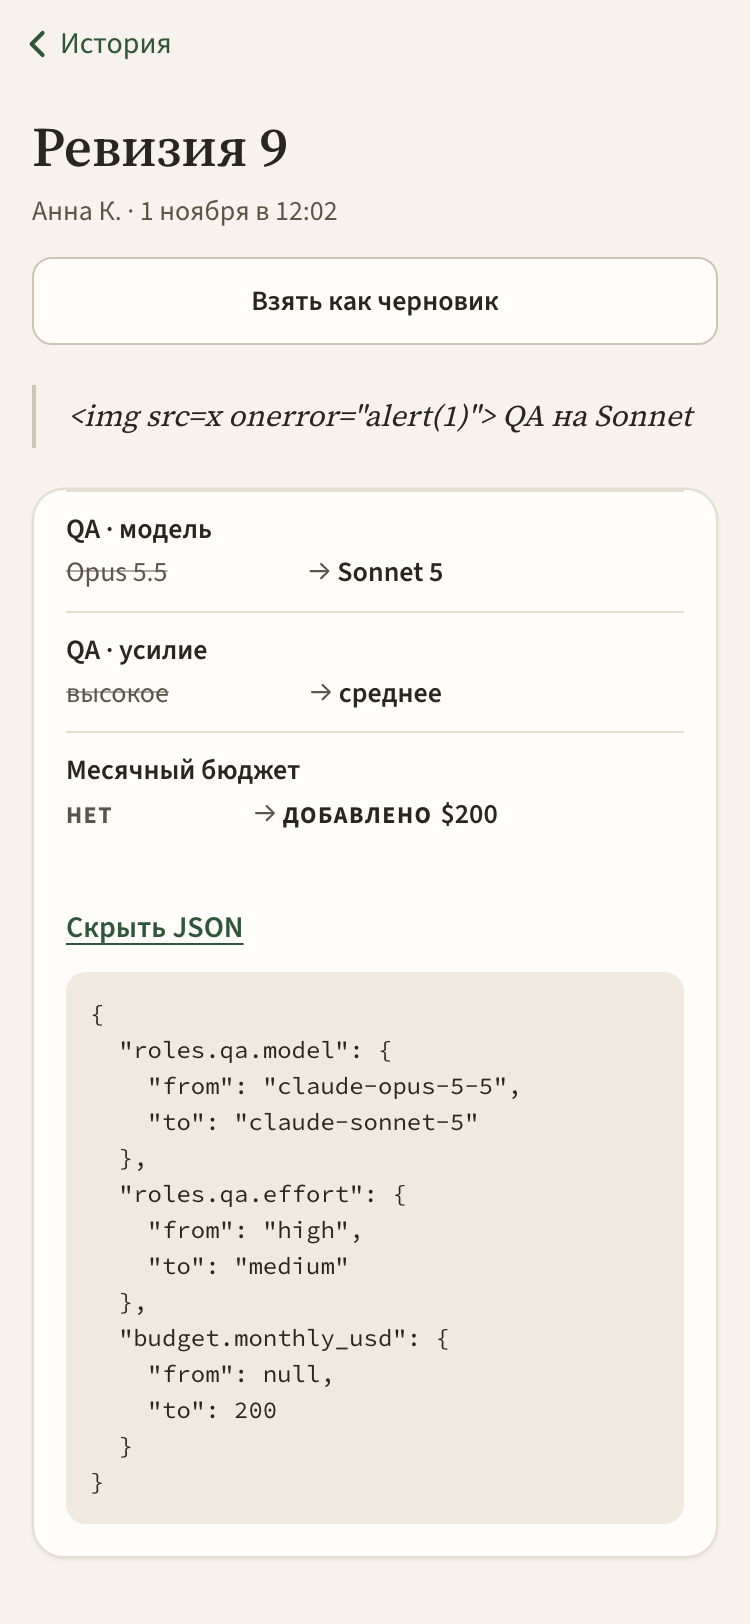 История
Ревизия 9
Анна К. · 1 ноября в 12:02
Взять как черновик
<img src=x onerror="alert(1)"> QA на Sonnet
QA · модель
Opus 5.5 → Sonnet 5
QA · усилие
высокое → среднее
Месячный бюджет
НЕТ → ДОБАВЛЕНО $200
Скрыть JSON
{
  "roles.qa.model": {
    "from": "claude-opus-5-5",
    "to": "claude-sonnet-5"
  },
  "roles.qa.effort": {
    "from": "high",
    "to": "medium"
  },
  "budget.monthly_usd": {
    "from": null,
    "to": 200
  }
}